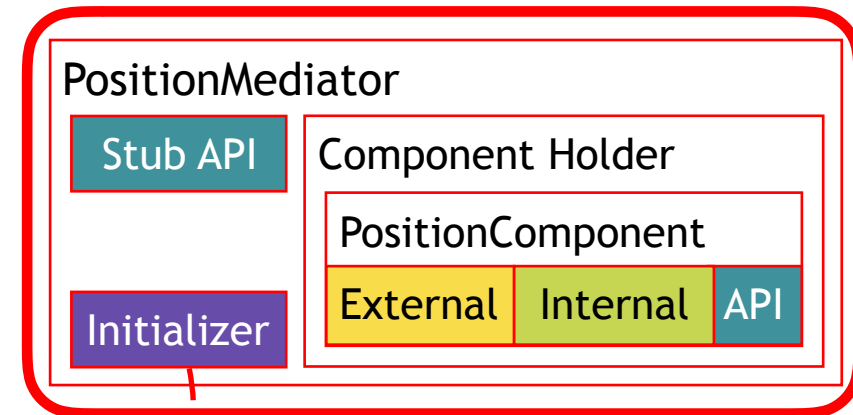 PositionMediator
Stub API
Component Holder
PositionComponent
External Internal API
Initializer